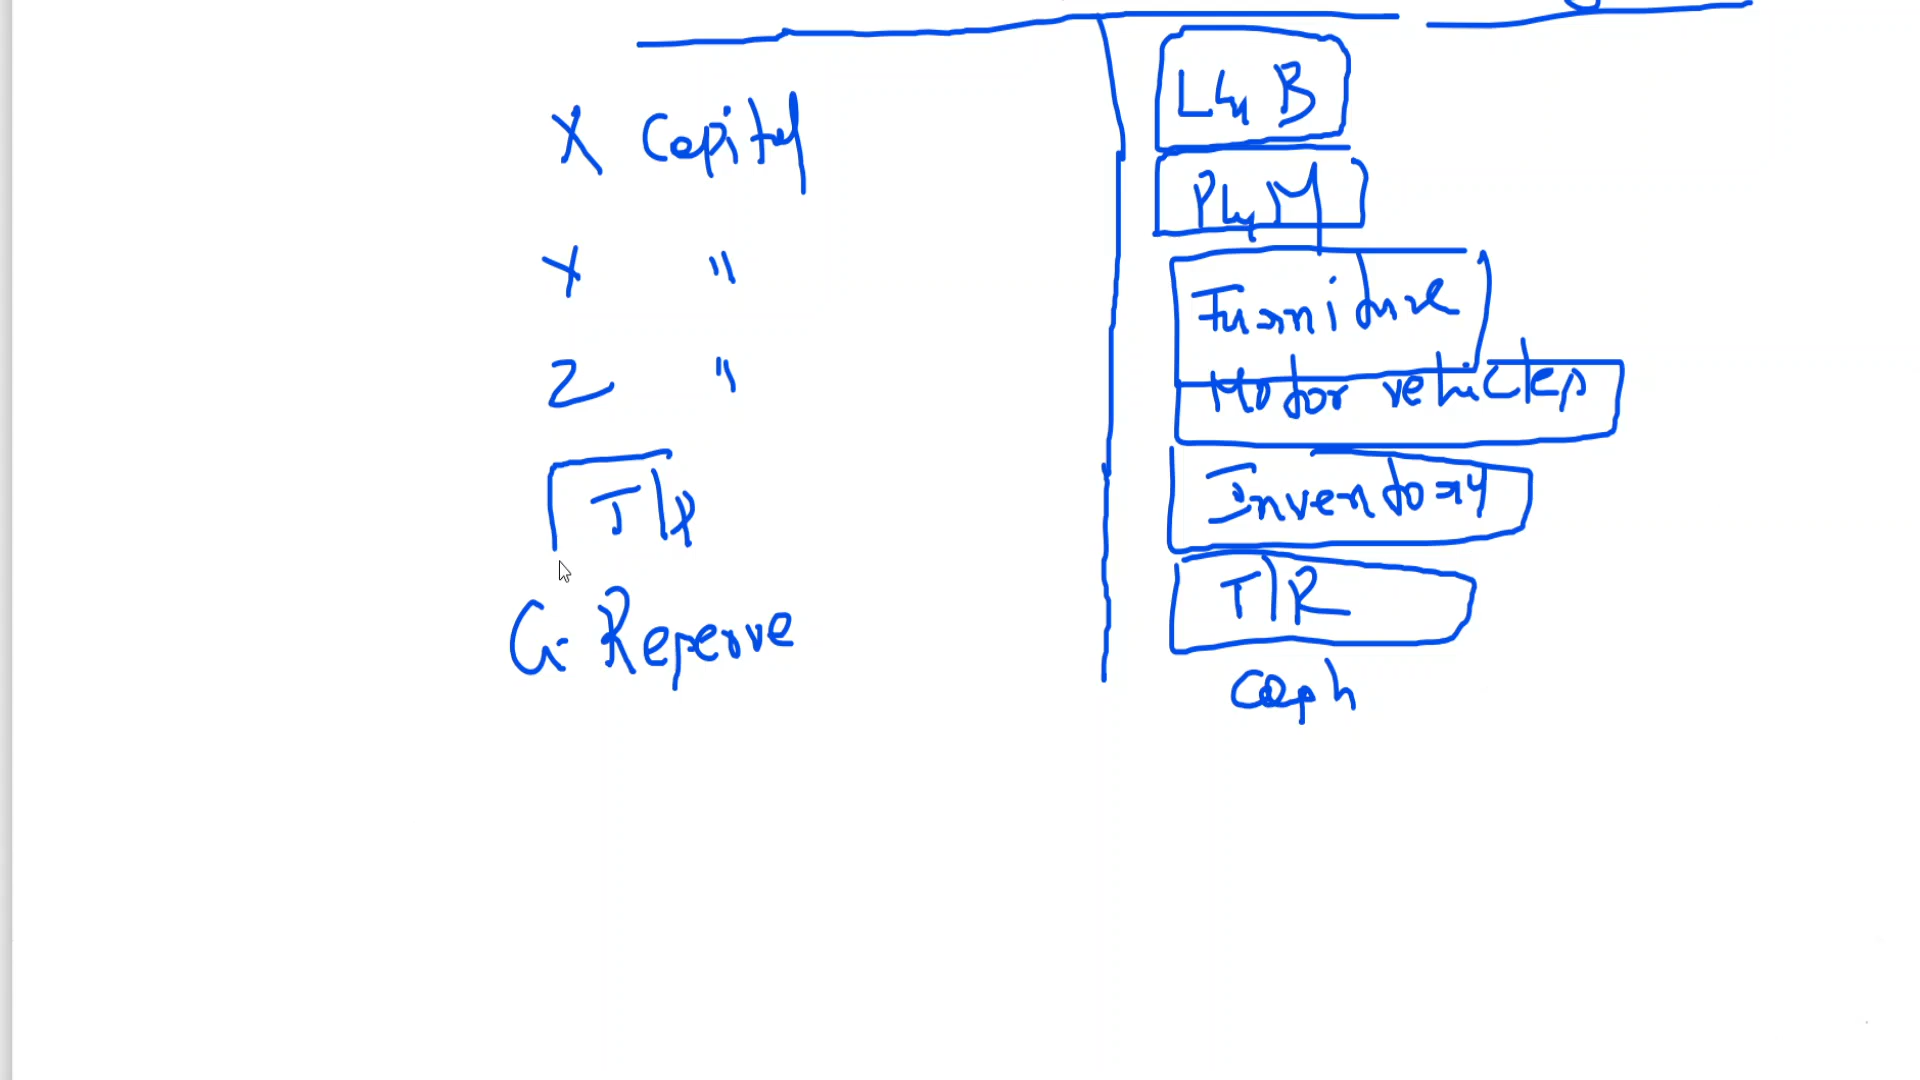 X Capital
Y "
Z "
T/P
G. Reserve
L & B
P & M
Furniture
Motor vehicles
Inventory
T/R
Cash